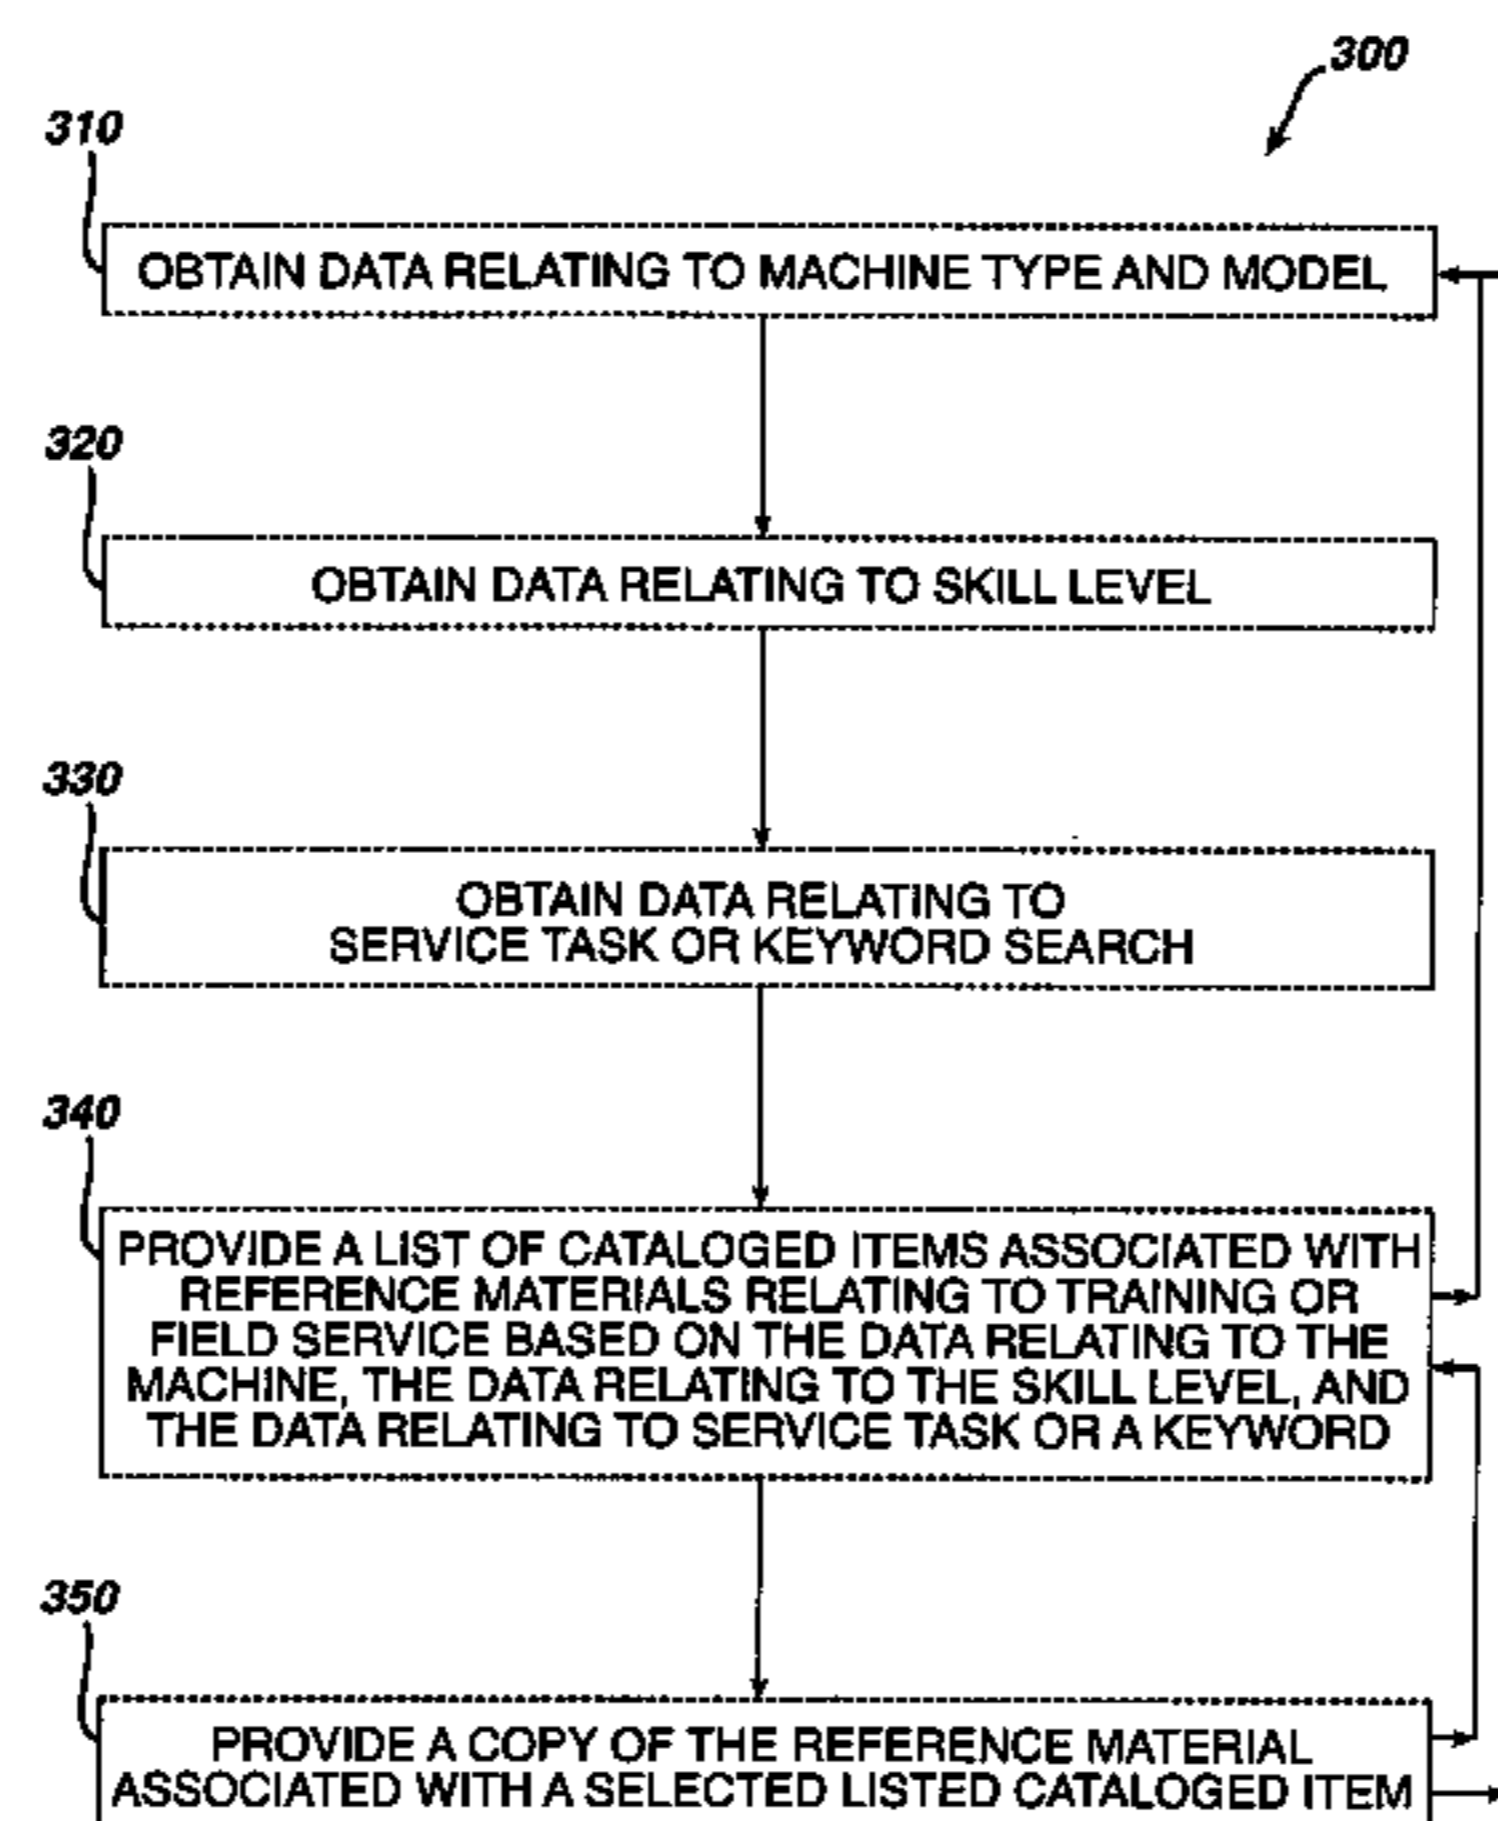 300
310
OBTAIN DATA RELATING TO MACHINE TYPE AND MODEL
320
OBTAIN DATA RELATING TO SKILL LEVEL
330
OBTAIN DATA RELATING TO
SERVICE TASK OR KEYWORD SEARCH
340
PROVIDE A LIST OF CATALOGED ITEMS ASSOCIATED WITH
REFERENCE MATERIALS RELATING TO TRAINING OR
FIELD SERVICE BASED ON THE DATA RELATING TO THE
MACHINE, THE DATA RELATING TO THE SKILL LEVEL, AND
THE DATA RELATING TO SERVICE TASK OR A KEYWORD
350
PROVIDE A COPY OF THE REFERENCE MATERIAL
ASSOCIATED WITH A SELECTED LISTED CATALOGED ITEM